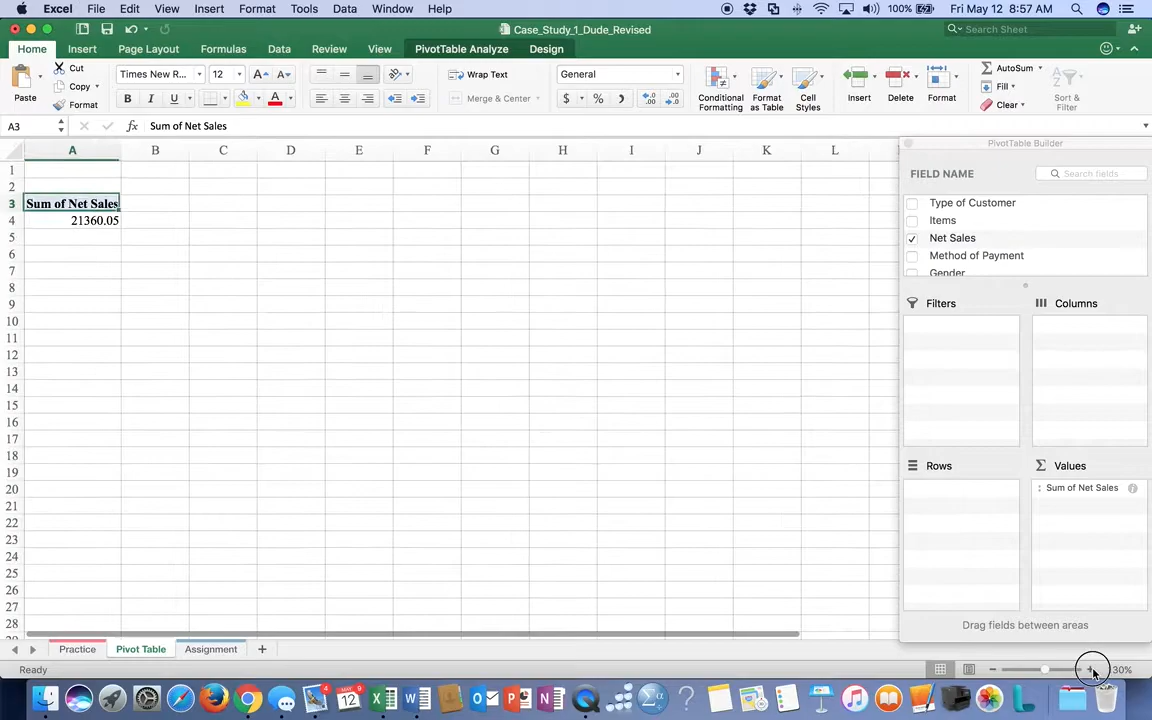 Excel File Edit View Insert Format Tools Data Window Help 100% Fri May 12 8:57 AM
Case_Study_1_Dude_Revised
Search Sheet
Home Insert Page Layout Formulas Data Review View PivotTable Analyze Design
Paste
Cut
Copy
Format
Times New R... 12
A A
B I U A
Wrap Text
Merge & Center
General
$ % )
Conditional Formatting
Format as Table
Cell Styles
Insert
Delete
Format
AutoSum
Fill
Clear
Sort & Filter
A3 fx Sum of Net Sales
A B C D E F G H I J K L
1
2
3 Sum of Net Sales
4 21360.05
5
6
7
8
9
10
11
12
13
14
15
16
17
18
19
20
21
22
23
24
25
26
27
28
PivotTable Builder
FIELD NAME
Search fields
Type of Customer
Items
Net Sales
Method of Payment
Gender
Filters
Columns
Rows
Values
Sum of Net Sales
Drag fields between areas
Practice Pivot Table Assignment +
Ready
30%